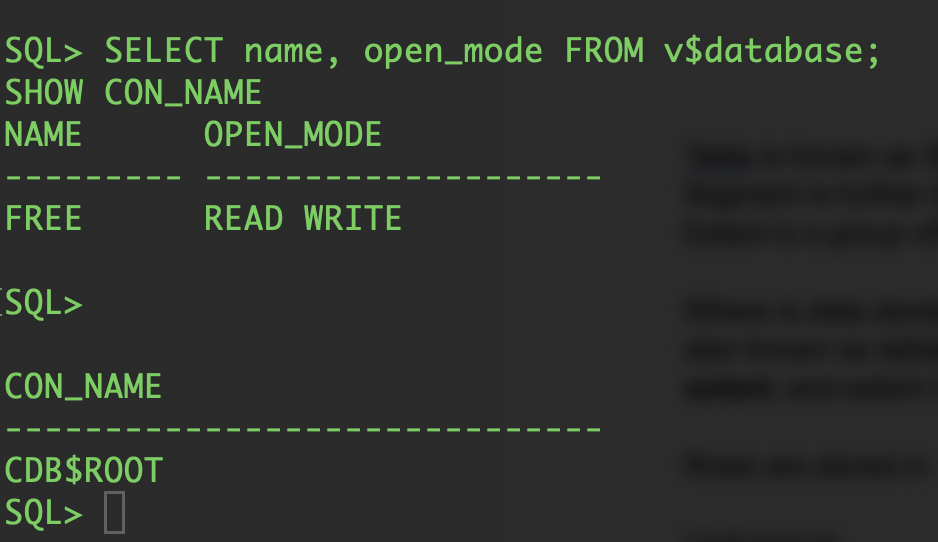 SQL> SELECT name, open_mode FROM v$database;
SHOW CON_NAME
NAME      OPEN_MODE
--------- --------------------
FREE      READ WRITE
SQL>
CON_NAME
------------------------------
CDB$ROOT
SQL>